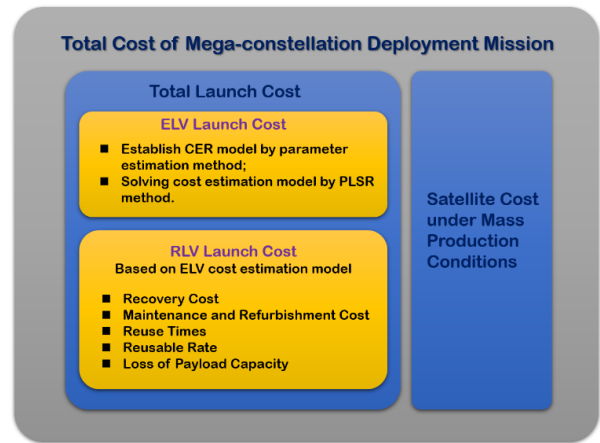 Total Cost of Mega-constellation Deployment Mission
Total Launch Cost
ELV Launch Cost
■ Establish CER model by parameter
estimation method;
■ Solving cost estimation model by PLSR
method.
RLV Launch Cost
Based on ELV cost estimation model
■ Recovery Cost
■ Maintenance and Refurbishment Cost
■ Reuse Times
■ Reusable Rate
■ Loss of Payload Capacity
Satellite Cost
under Mass
Production
Conditions